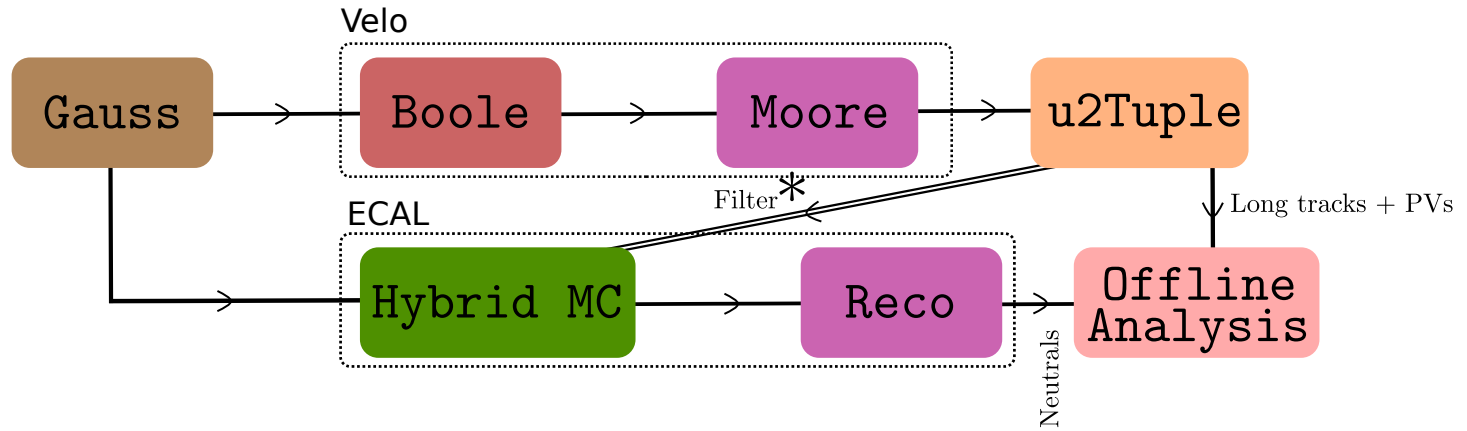 Velo
Gauss
Boole
Moore
u2Tuple
Filter*
Long tracks + PVs
ECAL
Hybrid MC
Reco
Offline
Analysis
Neutrals